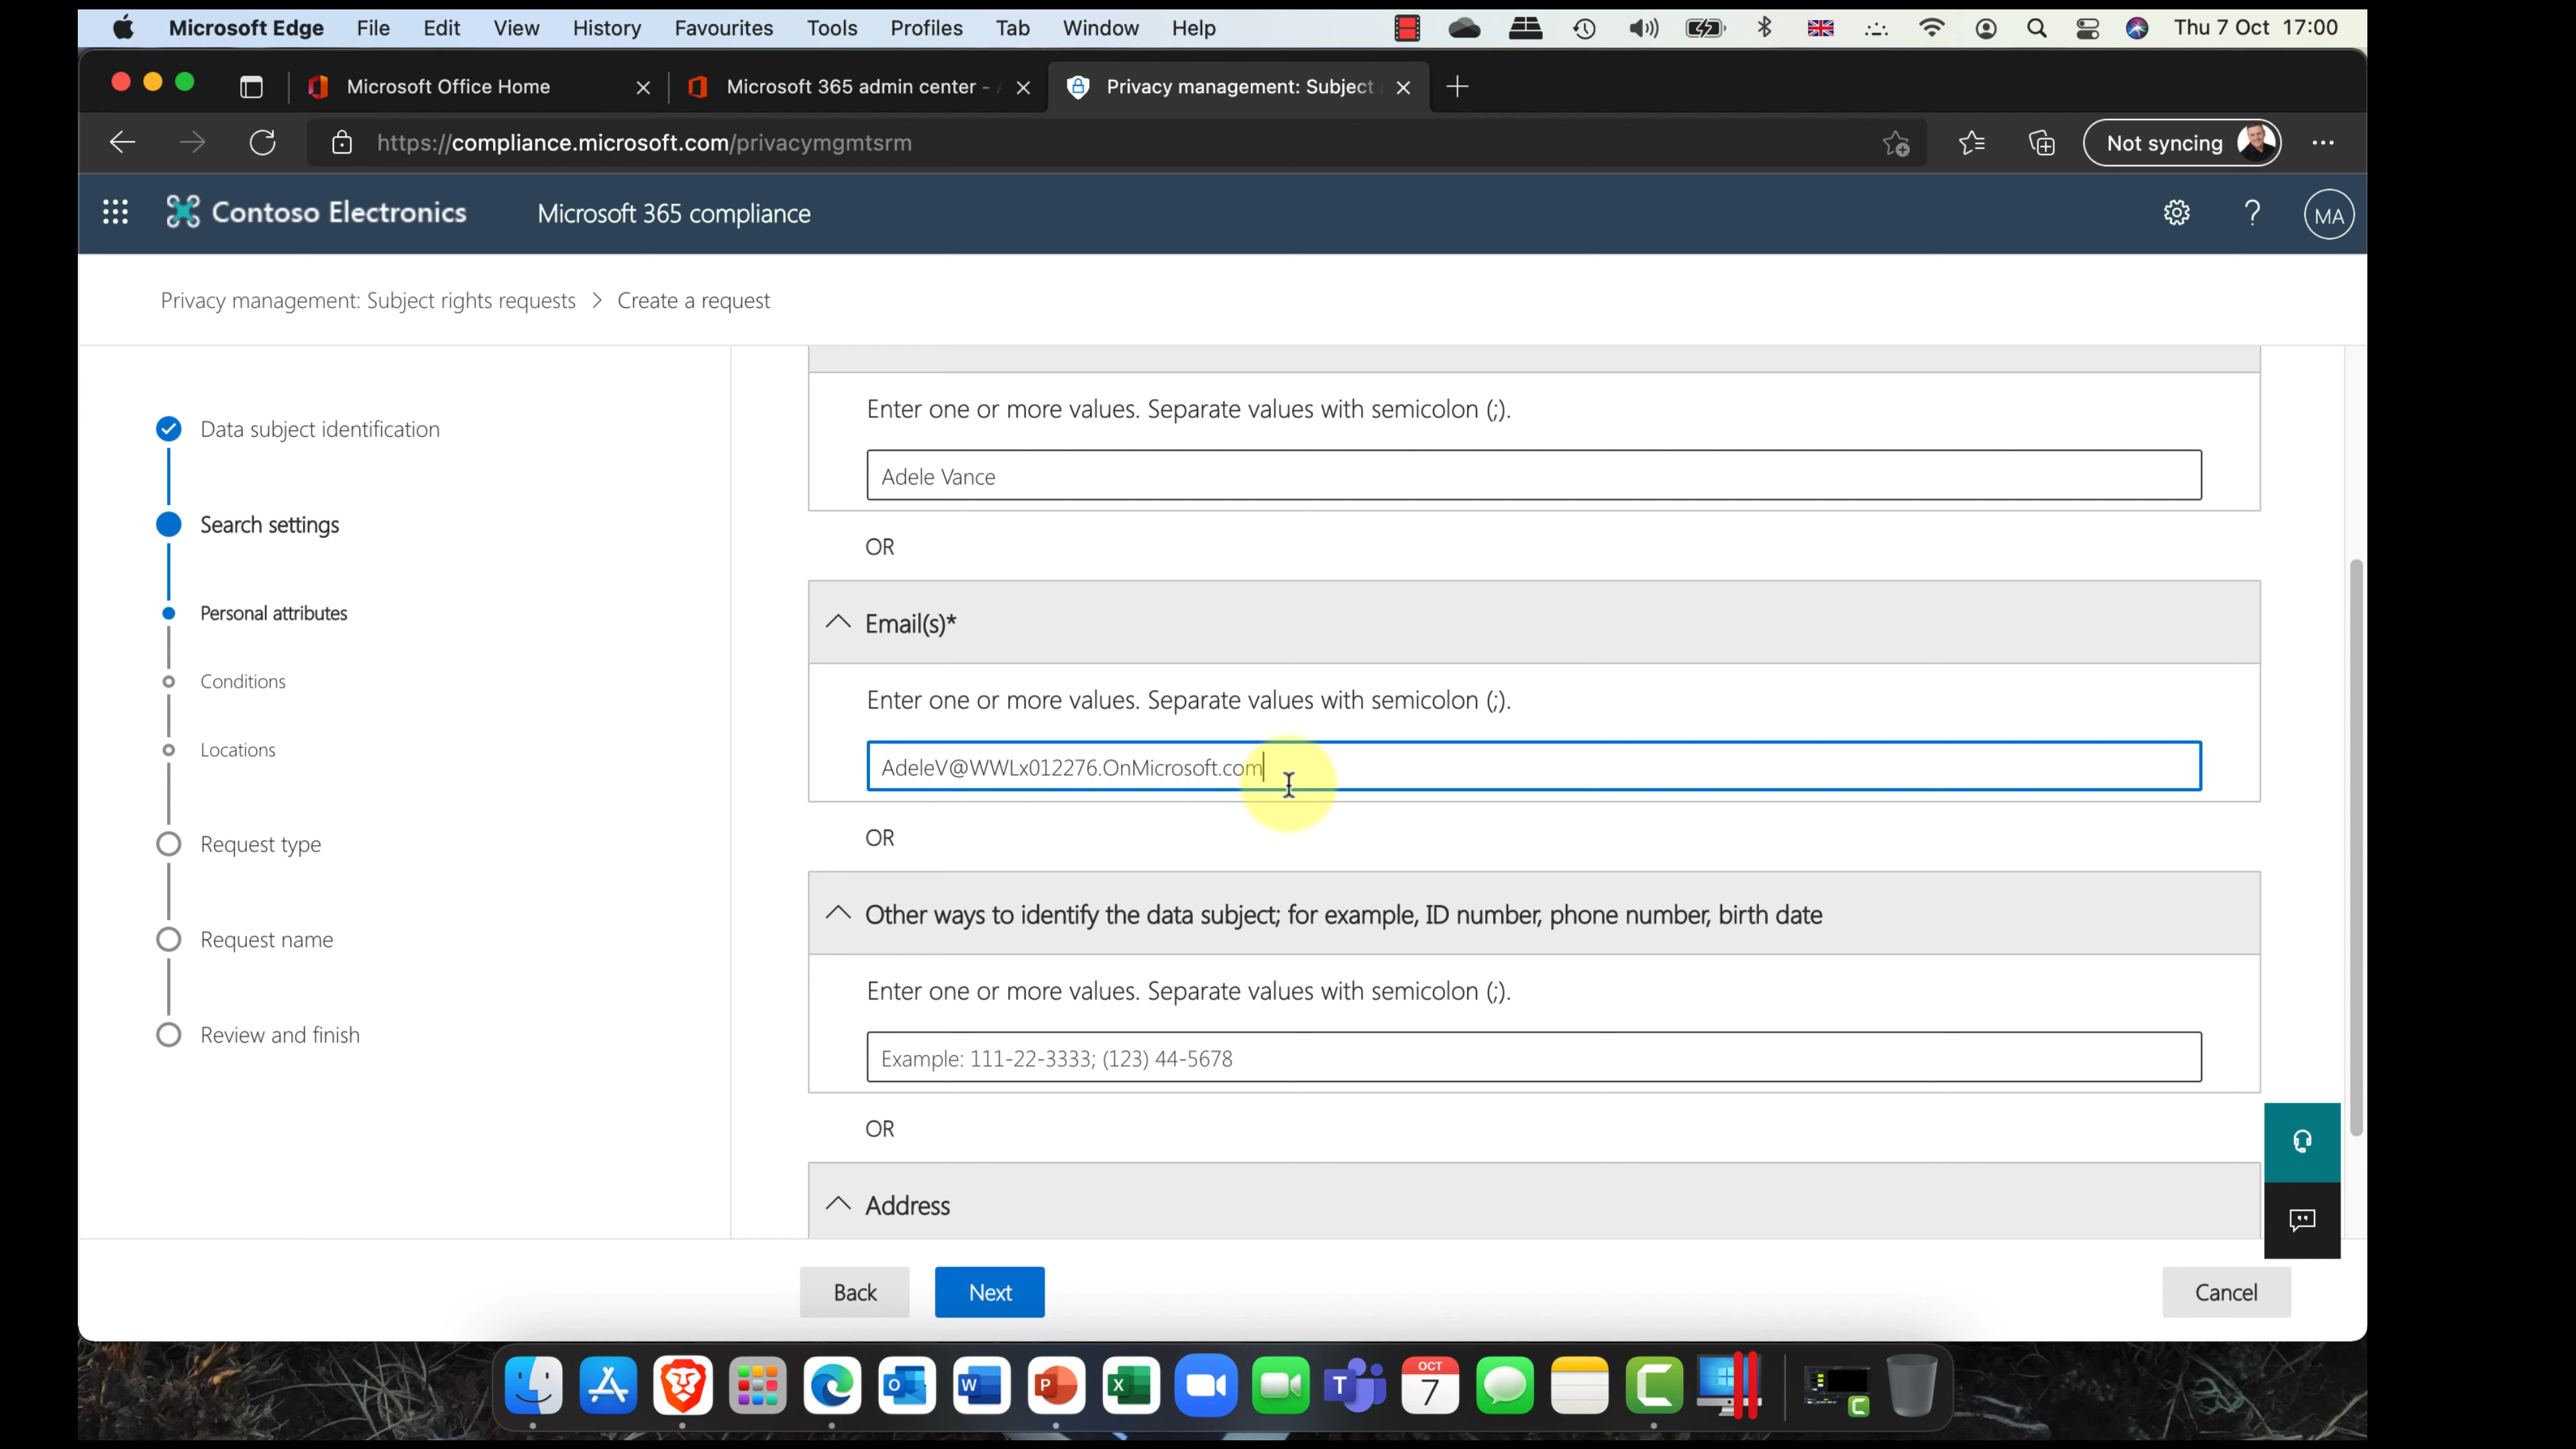 Microsoft Edge File Edit View History Favourites Tools Profiles Tab Window Help Thu 7 Oct 17:00
Microsoft Office Home Microsoft 365 admin center - Privacy management: Subject
https://compliance.microsoft.com/privacymgmtsrm Not syncing
Contoso Electronics Microsoft 365 compliance ? MA
Privacy management: Subject rights requests > Create a request
Data subject identification
Search settings
Personal attributes
Conditions
Locations
Request type
Request name
Review and finish
Enter one or more values. Separate values with semicolon (;).
Adele Vance
OR
Email(s)*
Enter one or more values. Separate values with semicolon (;).
AdeleV@WWLx012276.OnMicrosoft.com
OR
Other ways to identify the data subject; for example, ID number, phone number, birth date
Enter one or more values. Separate values with semicolon (;).
Example: 111-22-3333; (123) 44-5678
OR
Address
Back Next Cancel
OCT
7